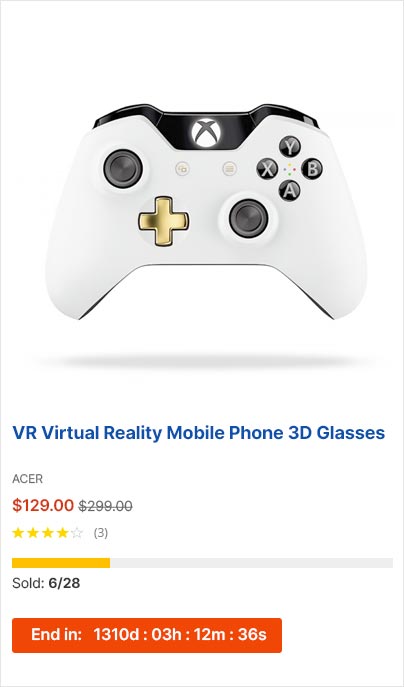 Y
X B
A
VR Virtual Reality Mobile Phone 3D Glasses
ACER
$129.00 $299.00
(3)
Sold: 6/28
End in: 1310d : 03h : 12m : 36s